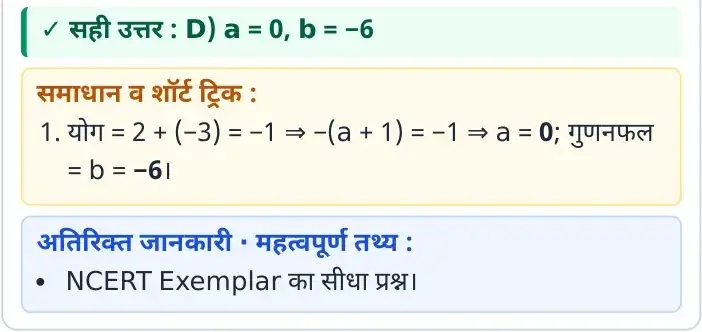 ✓ सही उत्तर : D) a = 0, b = −6
समाधान व शॉर्ट ट्रिक :
1. योग = 2 + (−3) = −1 ⇒ −(a + 1) = −1 ⇒ a = 0; गुणनफल
= b = −6।
अतिरिक्त जानकारी · महत्वपूर्ण तथ्य :
• NCERT Exemplar का सीधा प्रश्न।